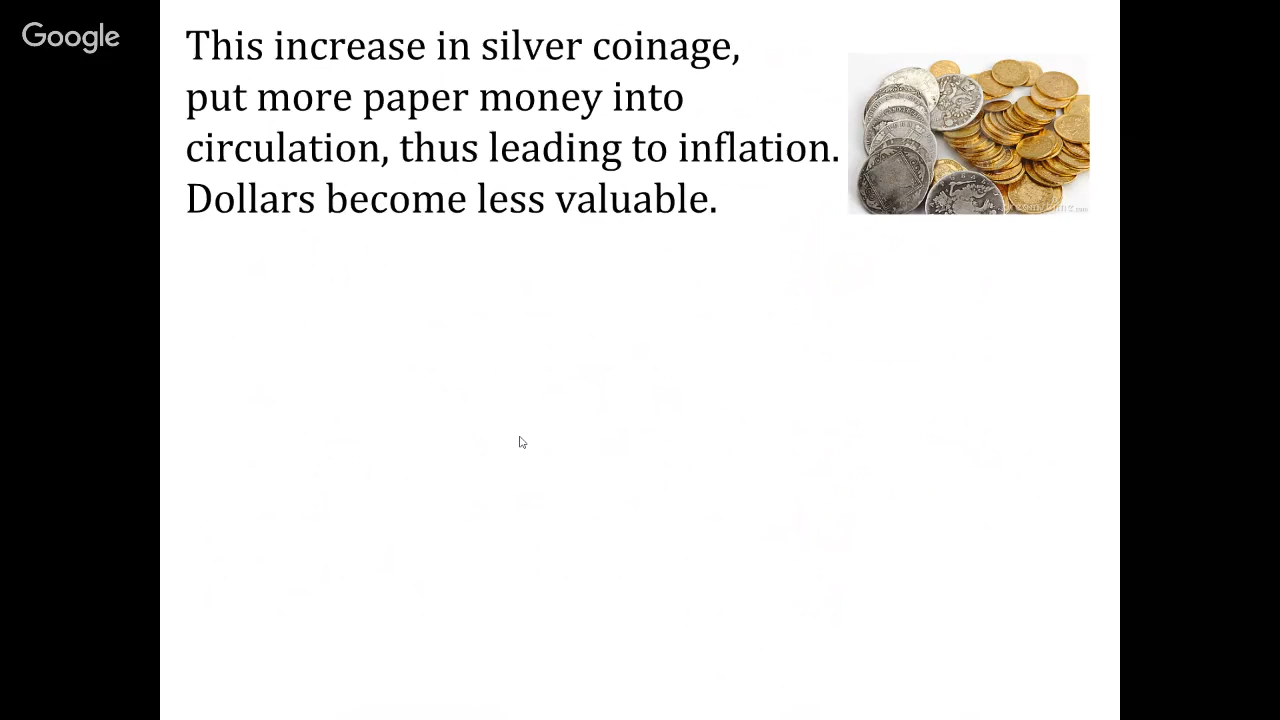 Google
This increase in silver coinage,
put more paper money into
circulation, thus leading to inflation.
Dollars become less valuable.